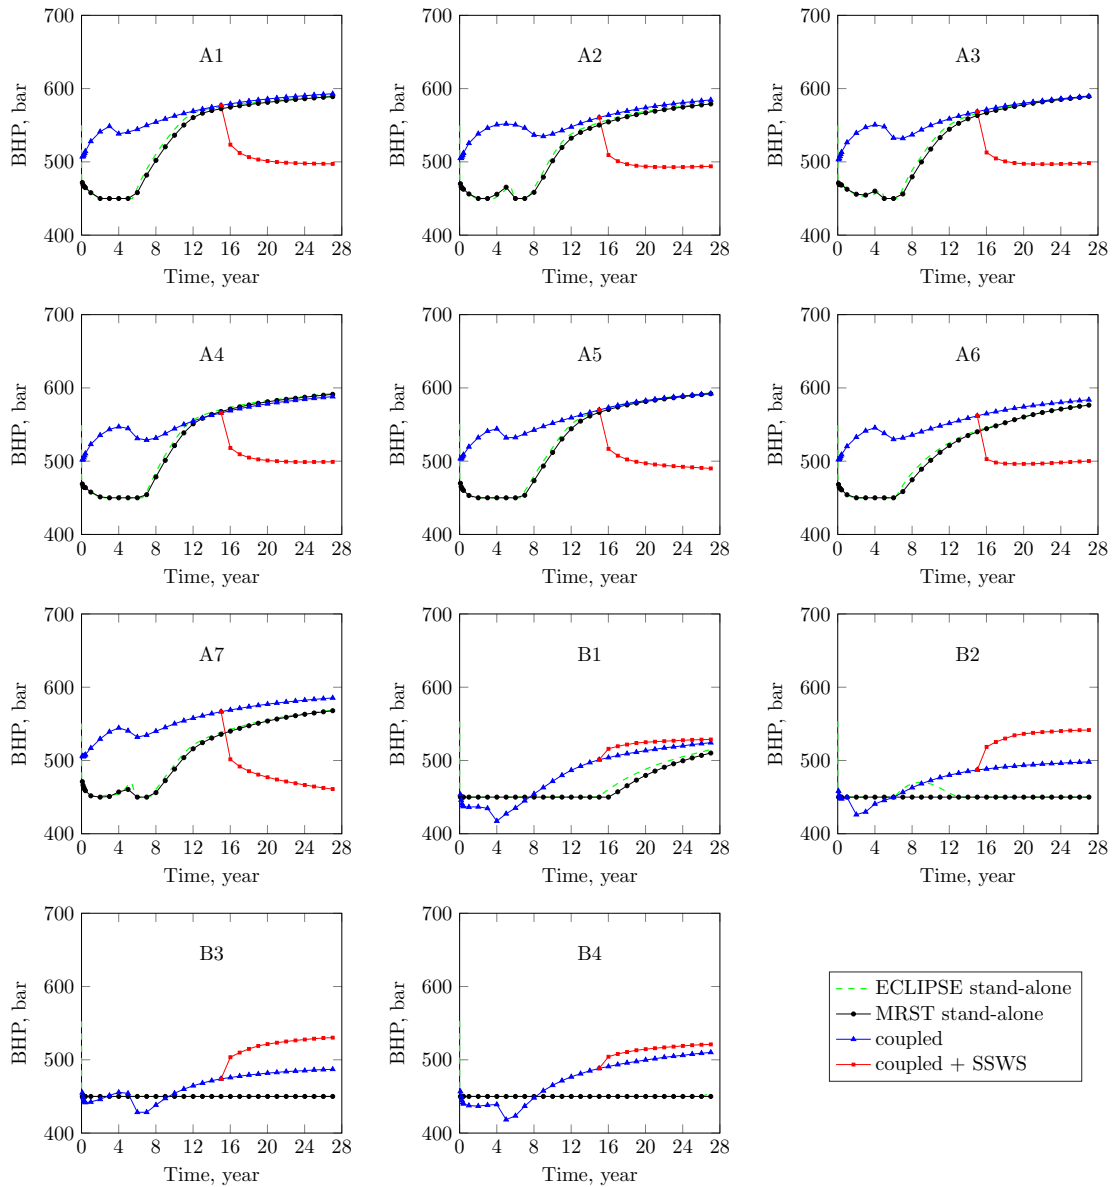 700
600
500
400
BHP, bar
A1
0 4 8 12 16 20 24 28
Time, year
700
600
500
400
BHP, bar
A2
0 4 8 12 16 20 24 28
Time, year
700
600
500
400
BHP, bar
A3
0 4 8 12 16 20 24 28
Time, year
700
600
500
400
BHP, bar
A4
0 4 8 12 16 20 24 28
Time, year
700
600
500
400
BHP, bar
A5
0 4 8 12 16 20 24 28
Time, year
700
600
500
400
BHP, bar
A6
0 4 8 12 16 20 24 28
Time, year
700
600
500
400
BHP, bar
A7
0 4 8 12 16 20 24 28
Time, year
700
600
500
400
BHP, bar
B1
0 4 8 12 16 20 24 28
Time, year
700
600
500
400
BHP, bar
B2
0 4 8 12 16 20 24 28
Time, year
700
600
500
400
BHP, bar
B3
0 4 8 12 16 20 24 28
Time, year
700
600
500
400
BHP, bar
B4
0 4 8 12 16 20 24 28
Time, year
ECLIPSE stand-alone
MRST stand-alone
coupled
coupled + SSWS